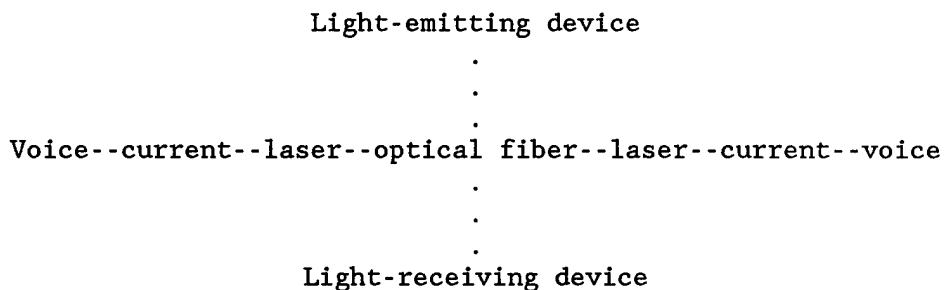 Light-emitting device
.
.
.
Voice--current--laser--optical fiber--laser--current--voice
.
.
.
Light-receiving device